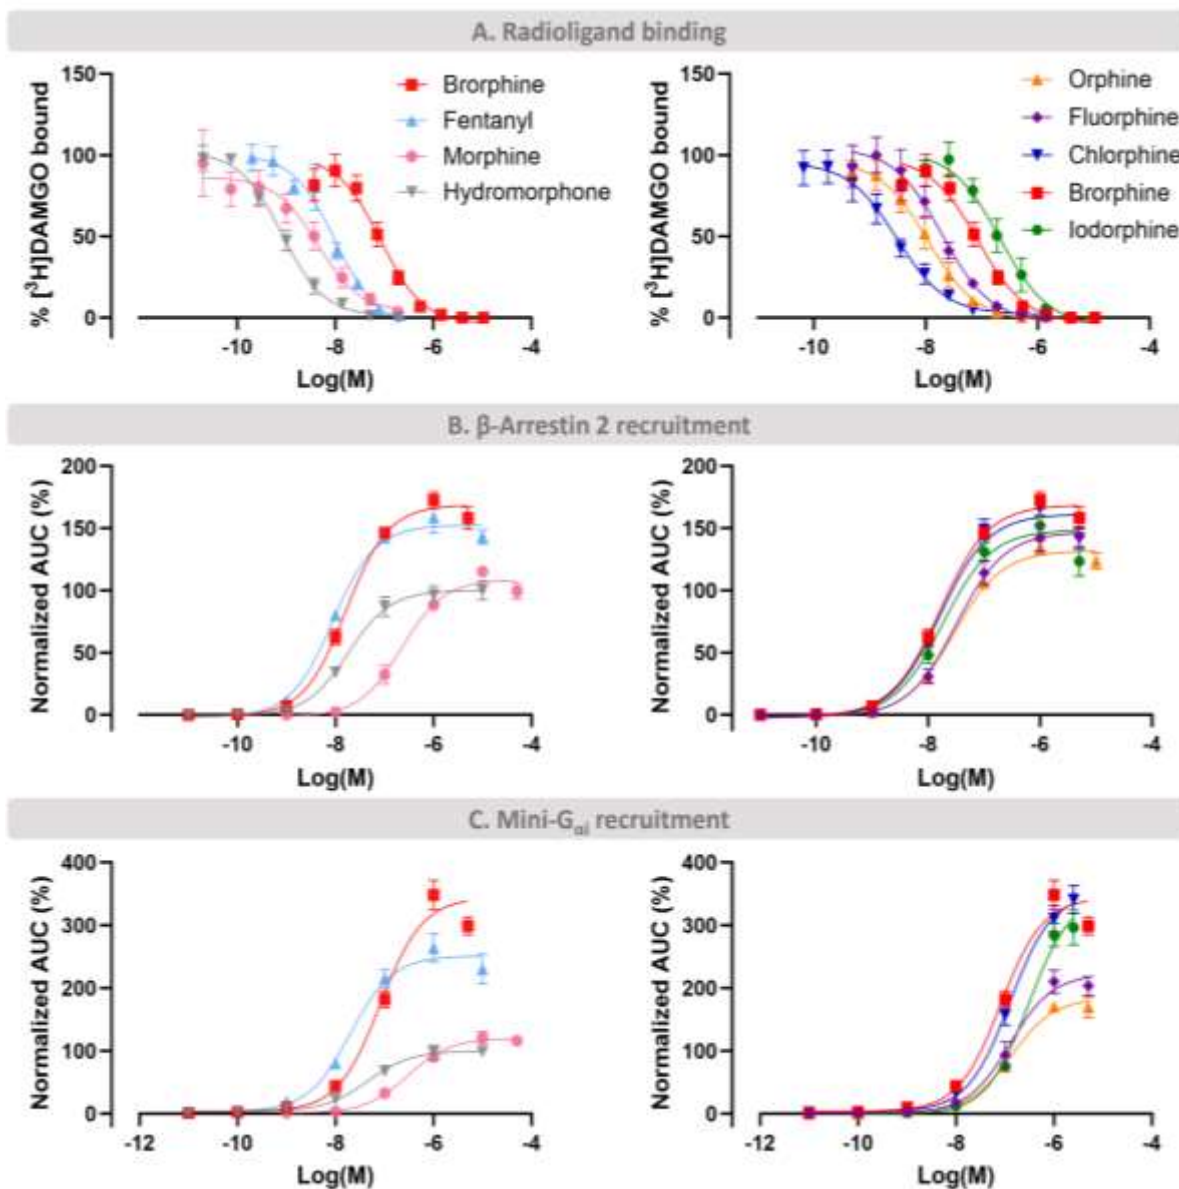 A. Radioligand binding
% [³H]DAMGO bound
150
100
50
0
-10
-8
-6
-4
Log(M)
Brorphine
Fentanyl
Morphine
Hydromorphone
% [³H]DAMGO bound
150
100
50
0
-10
-8
-6
-4
Log(M)
Orphine
Fluorphine
Chlorphine
Brorphine
Iodorphine
B. β-Arrestin 2 recruitment
Normalized AUC (%)
200
150
100
50
0
-10
-8
-6
-4
Log(M)
Normalized AUC (%)
200
150
100
50
0
-10
-8
-6
-4
Log(M)
C. Mini-Gαi recruitment
Normalized AUC (%)
400
300
200
100
0
-12
-10
-8
-6
-4
Log(M)
Normalized AUC (%)
400
300
200
100
0
-12
-10
-8
-6
-4
Log(M)